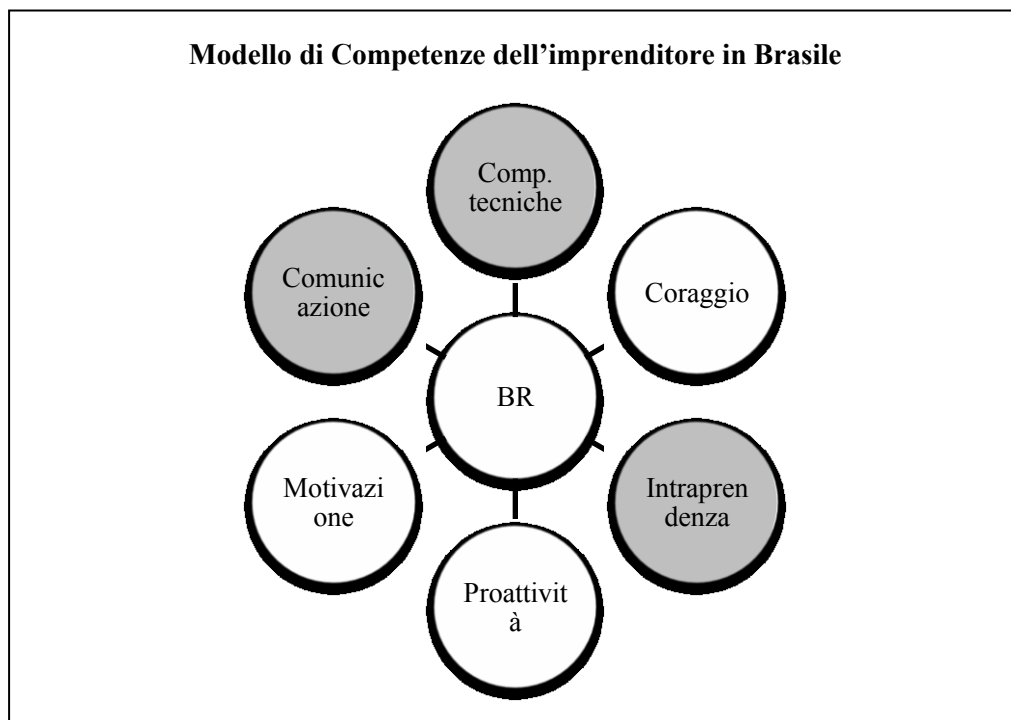 Modello di Competenze dell’imprenditore in Brasile
Comp.
tecniche
Comunic
azione
Coraggio
BR
Motivazi
one
Intrapren
denza
Proattivit
à